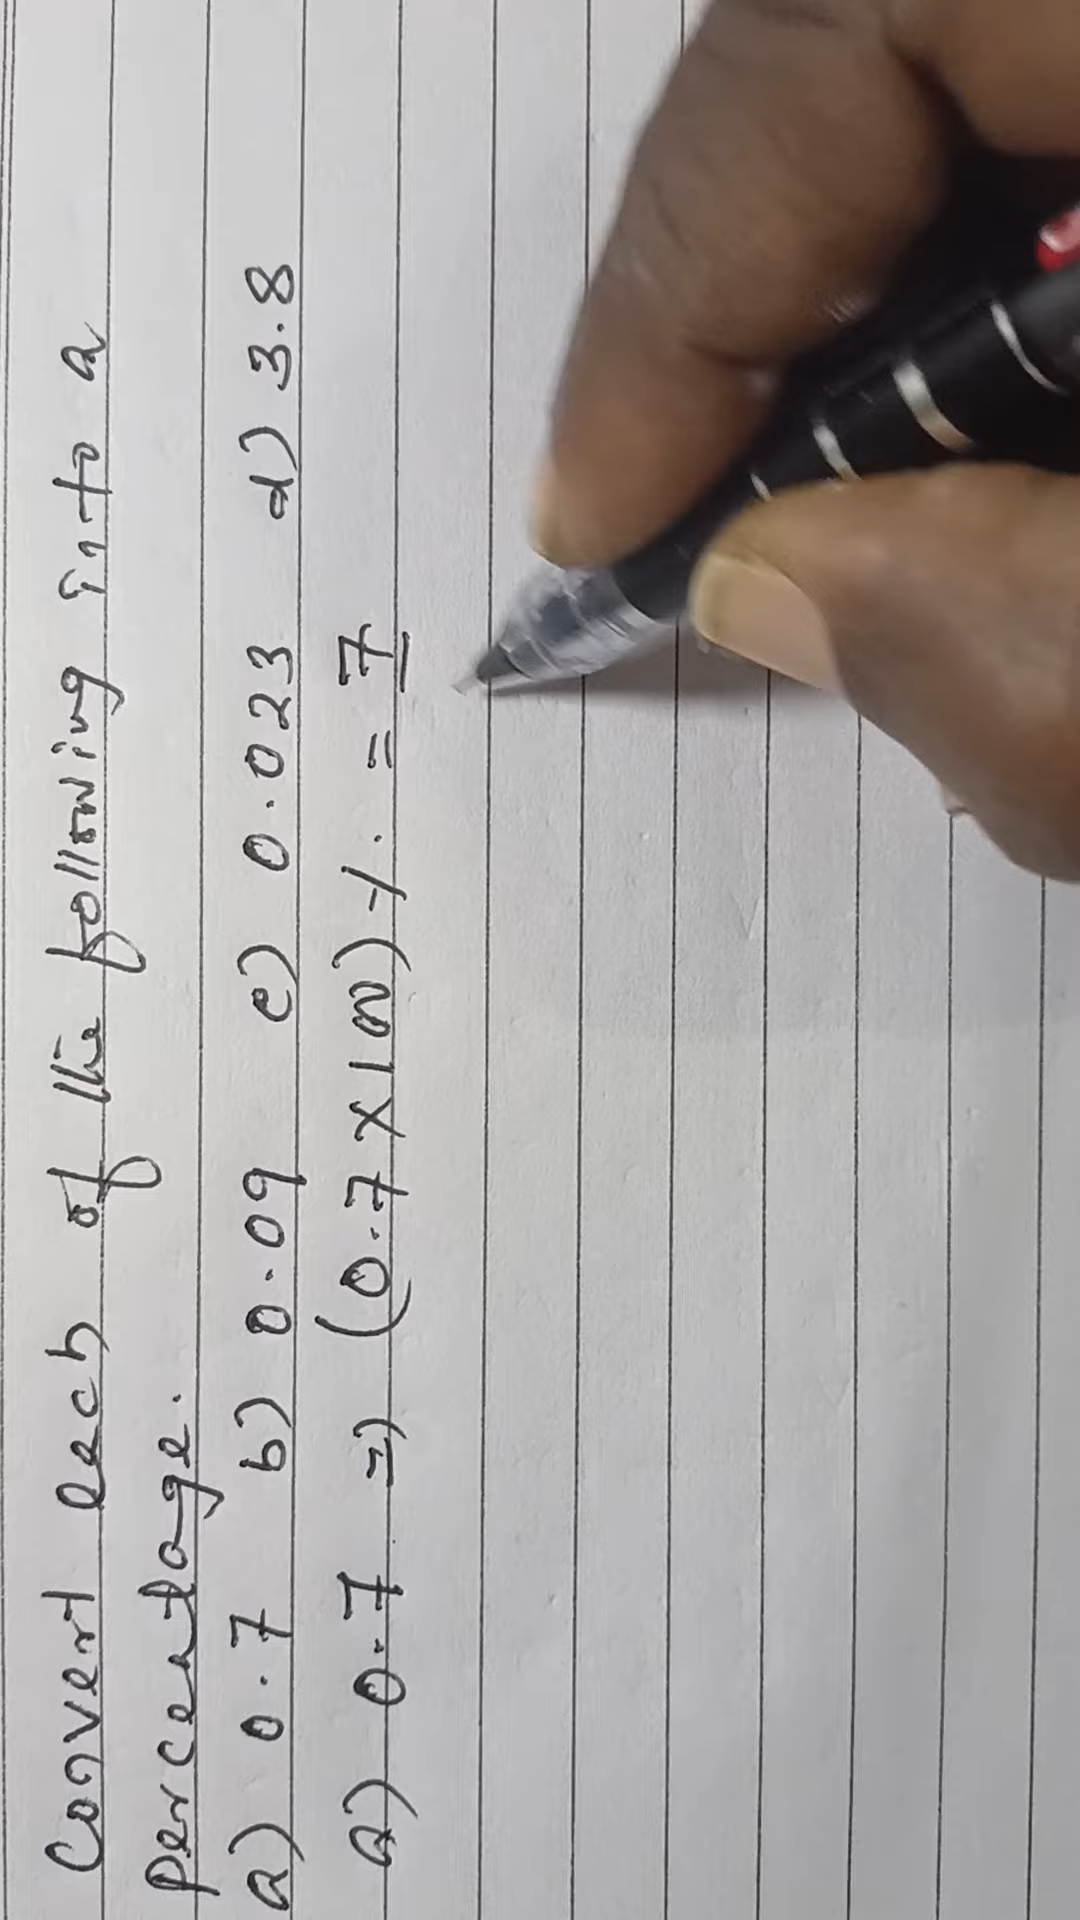 Convert each of the following into a
percentage.
a) 0.7 b) 0.09 c) 0.023 d) 3.8
a) 0.7 => (0.7 x 100) % = 7